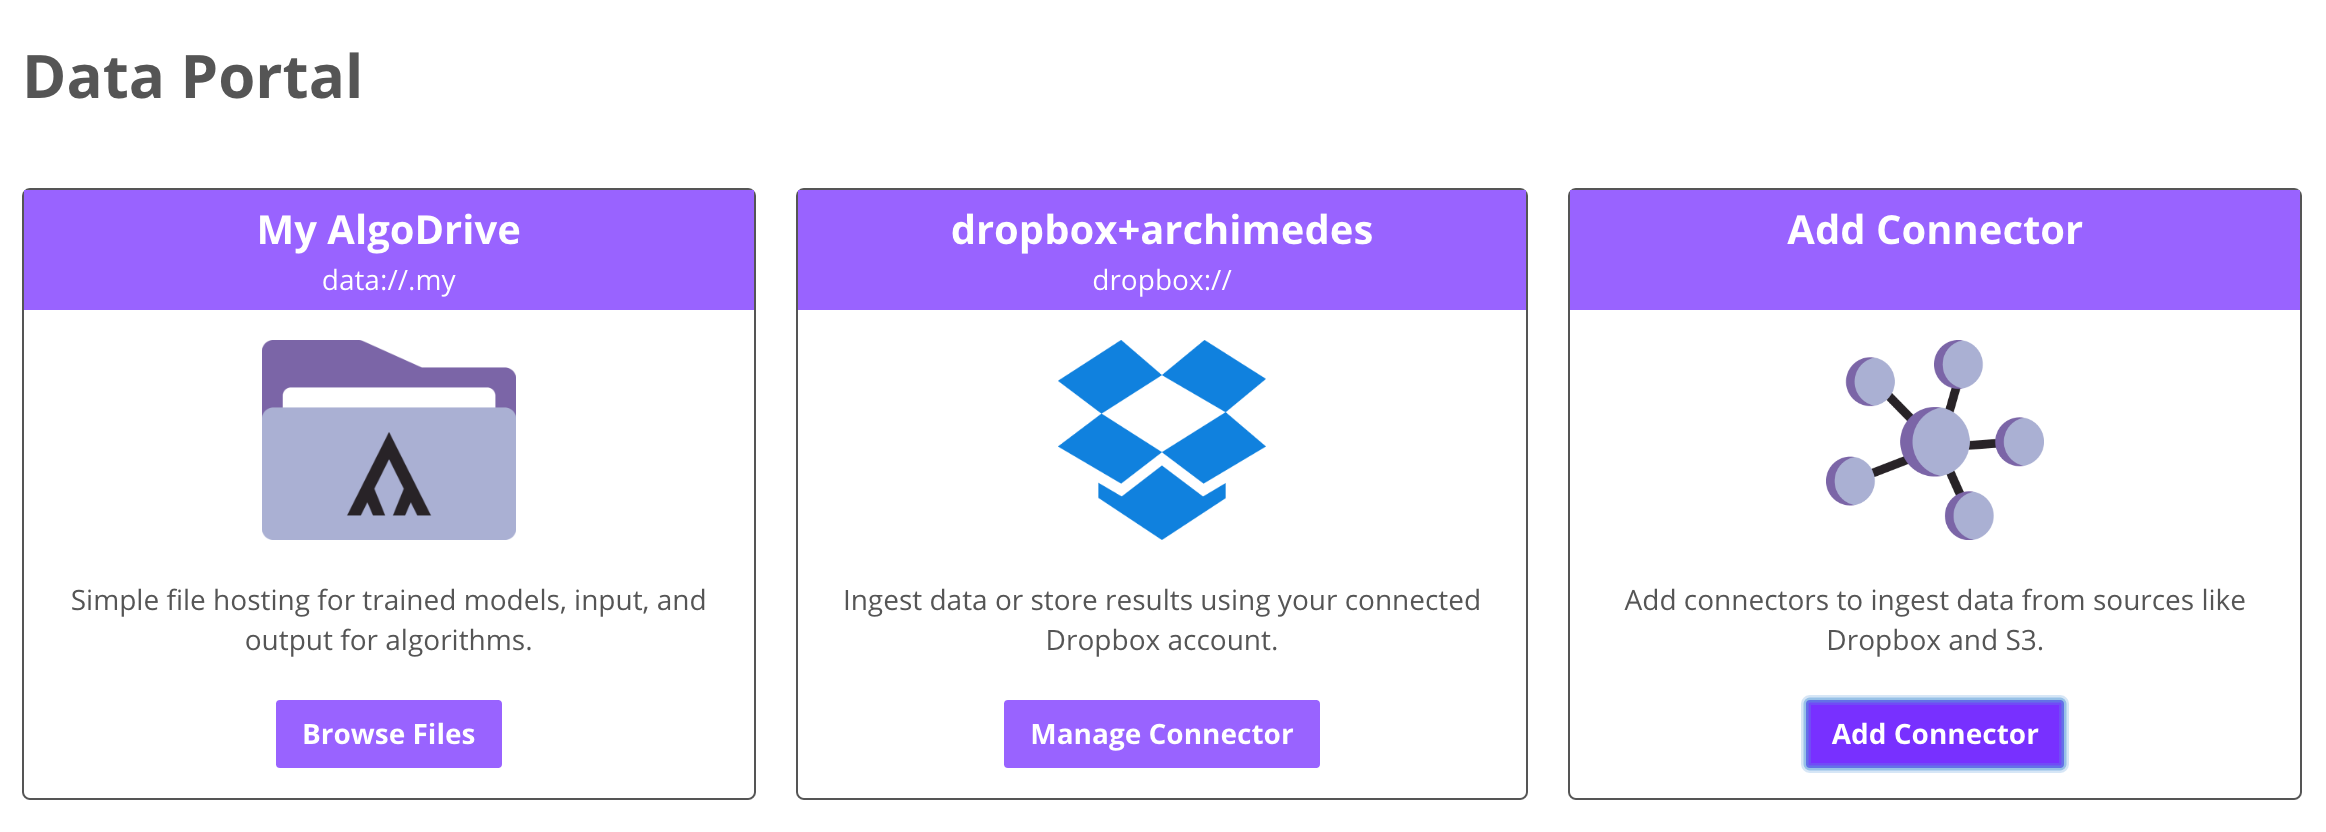 Data Portal
My AlgoDrive
data://.my
Simple file hosting for trained models, input, and
output for algorithms.
Browse Files
dropbox+archimedes
dropbox://
Ingest data or store results using your connected
Dropbox account.
Manage Connector
Add Connector
Add connectors to ingest data from sources like
Dropbox and S3.
Add Connector